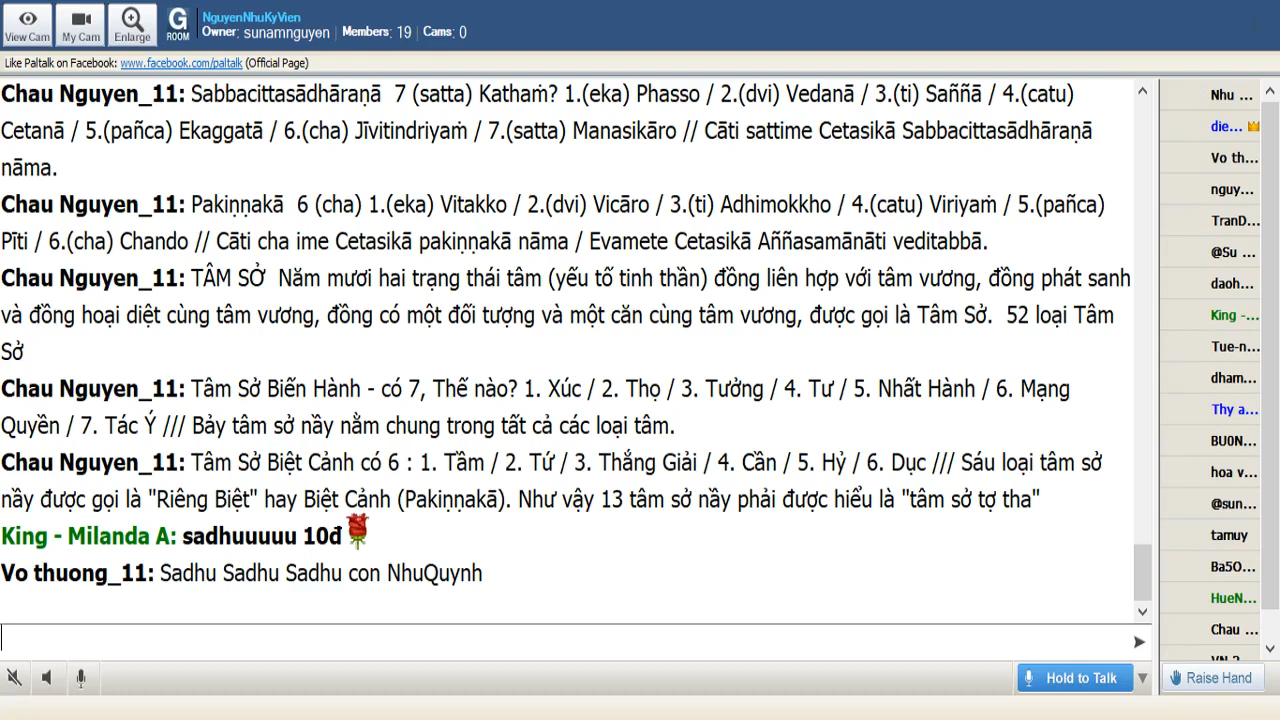 View Cam
My Cam
Enlarge
G
ROOM
NguyenNhuKyVien
Owner: sunamnguyen | Members: 19 | Cams: 0
Like Paltalk on Facebook: www.facebook.com/paltalk (Official Page)
Chau Nguyen_11: Sabbacittasādhāraṇā 7 (satta) Kathaṁ? 1.(eka) Phasso / 2.(dvi) Vedanā / 3.(ti) Saññā / 4.(catu)
Cetanā / 5.(pañca) Ekaggatā / 6.(cha) Jīvitindriyaṁ / 7.(satta) Manasikāro // Cāti sattime Cetasikā Sabbacittasādhāraṇā
nāma.
Chau Nguyen_11: Pakiṇṇakā 6 (cha) 1.(eka) Vitakko / 2.(dvi) Vicāro / 3.(ti) Adhimokkho / 4.(catu) Viriyaṁ / 5.(pañca)
Pīti / 6.(cha) Chando // Cāti cha ime Cetasikā pakiṇṇakā nāma / Evamete Cetasikā Aññasamānāti veditabbā.
Chau Nguyen_11: TÂM SỞ Năm mươi hai trạng thái tâm (yếu tố tinh thần) đồng liên hợp với tâm vương, đồng phát sanh
và đồng hoại diệt cùng tâm vương, đồng có một đối tượng và một căn cùng tâm vương, được gọi là Tâm Sở. 52 loại Tâm
Sở
Chau Nguyen_11: Tâm Sở Biến Hành - có 7, Thế nào? 1. Xúc / 2. Thọ / 3. Tưởng / 4. Tư / 5. Nhất Hành / 6. Mạng
Quyền / 7. Tác Ý /// Bảy tâm sở nầy nằm chung trong tất cả các loại tâm.
Chau Nguyen_11: Tâm Sở Biệt Cảnh có 6 : 1. Tầm / 2. Tứ / 3. Thắng Giải / 4. Cần / 5. Hỷ / 6. Dục /// Sáu loại tâm sở
nầy được gọi là "Riêng Biệt" hay Biệt Cảnh (Pakiṇṇakā). Như vậy 13 tâm sở nầy phải được hiểu là "tâm sở tợ tha"
King - Milanda A: sadhuuuuu 10đ
Vo thuong_11: Sadhu Sadhu Sadhu con NhuQuynh
Nhu ...
die...
Vo th...
nguy...
TranD...
@Su ...
daoh...
King -...
Tue-n...
dham...
Thy a...
BU0N...
hoa v...
@sun...
tamuy
Ba5O...
HueN...
Chau ...
Hold to Talk
Raise Hand